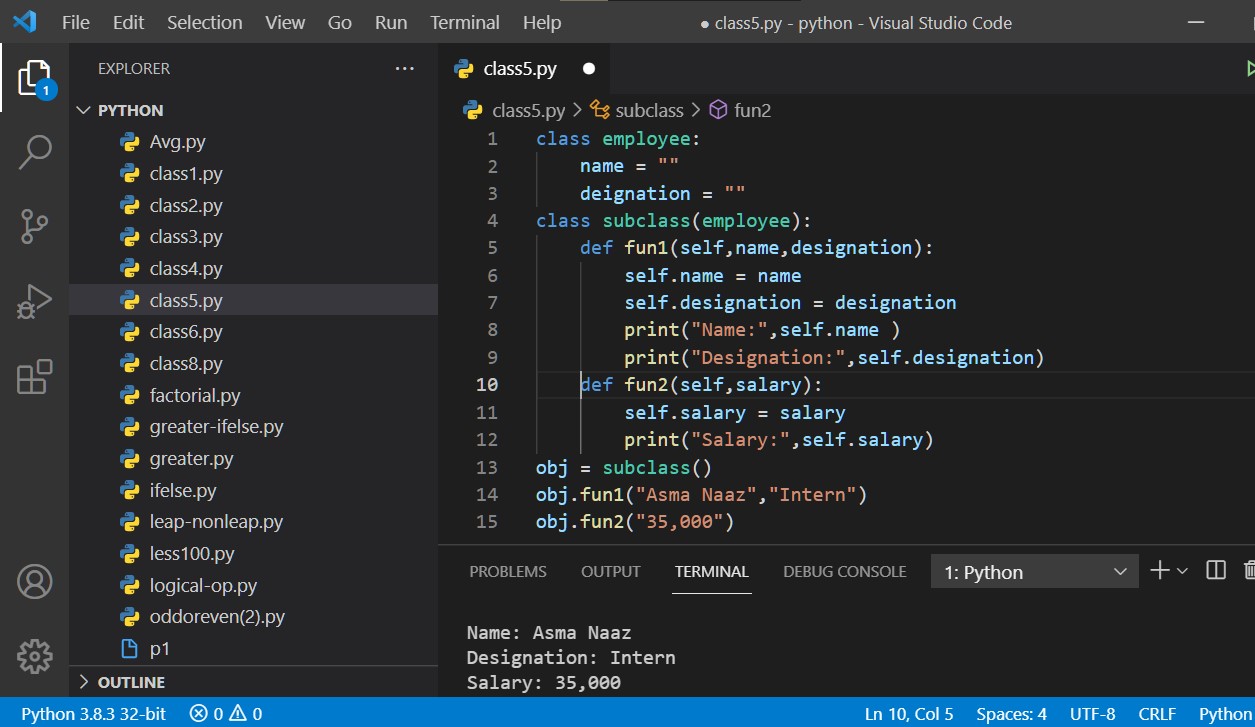 File Edit Selection View Go Run Terminal Help ● class5.py - python - Visual Studio Code
EXPLORER ···
1
PYTHON
Avg.py
class1.py
class2.py
class3.py
class4.py
class5.py
class6.py
class8.py
factorial.py
greater-ifelse.py
greater.py
ifelse.py
leap-nonleap.py
less100.py
logical-op.py
oddoreven(2).py
p1
OUTLINE
class5.py ●
class5.py > subclass > fun2
1 class employee:
2     name = ""
3     deignation = ""
4 class subclass(employee):
5     def fun1(self,name,designation):
6         self.name = name
7         self.designation = designation
8         print("Name:",self.name )
9         print("Designation:",self.designation)
10     def fun2(self,salary):
11         self.salary = salary
12         print("Salary:",self.salary)
13 obj = subclass()
14 obj.fun1("Asma Naaz","Intern")
15 obj.fun2("35,000")
PROBLEMS OUTPUT TERMINAL DEBUG CONSOLE 1: Python
Name: Asma Naaz
Designation: Intern
Salary: 35,000
Python 3.8.3 32-bit 0 0 Ln 10, Col 5 Spaces: 4 UTF-8 CRLF Python